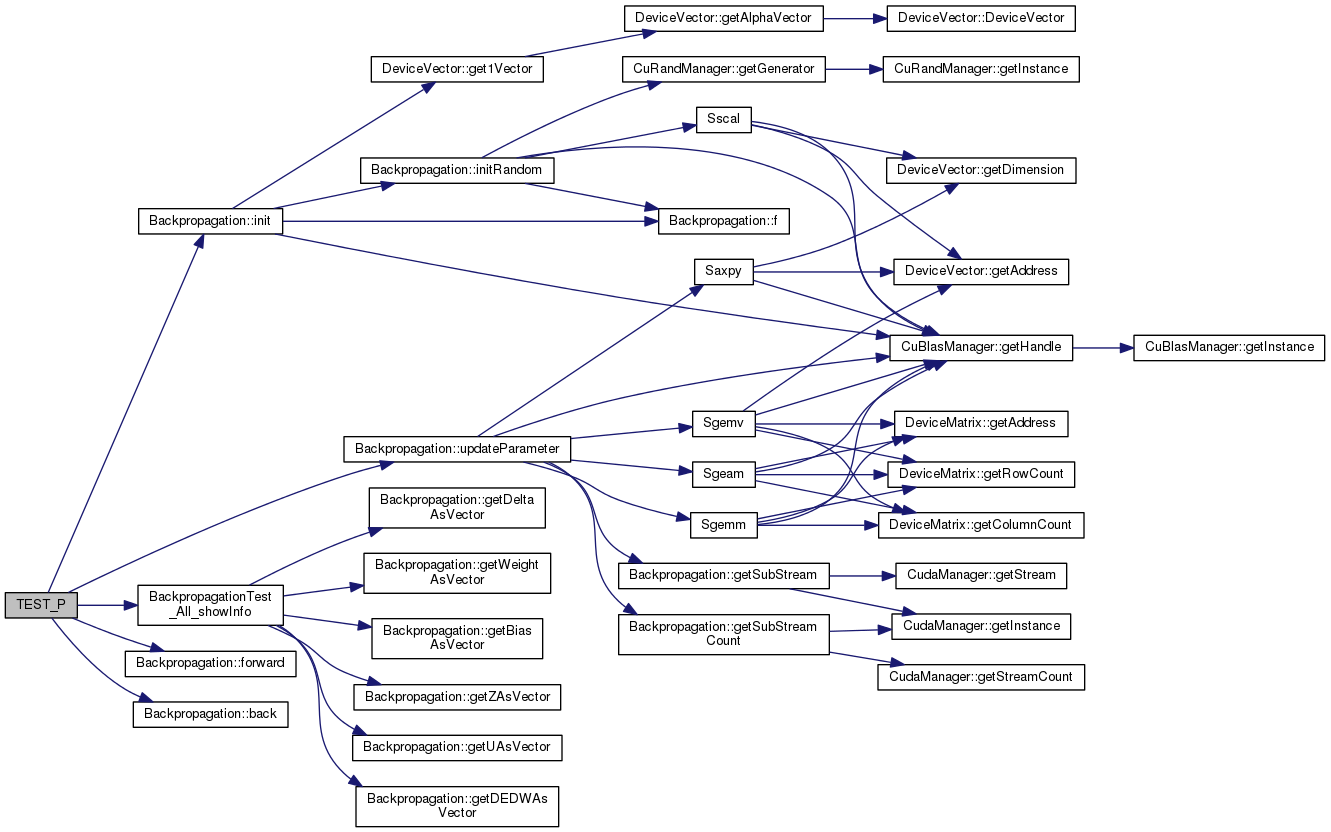 DeviceVector::getAlphaVector
DeviceVector::DeviceVector
DeviceVector::get1Vector
CuRandManager::getGenerator
CuRandManager::getInstance
Sscal
Backpropagation::initRandom
DeviceVector::getDimension
Backpropagation::init
Backpropagation::f
Saxpy
DeviceVector::getAddress
CuBlasManager::getHandle
CuBlasManager::getInstance
Sgemv
DeviceMatrix::getAddress
Backpropagation::updateParameter
Sgeam
DeviceMatrix::getRowCount
Backpropagation::getDelta
AsVector
Sgemm
DeviceMatrix::getColumnCount
Backpropagation::getWeight
AsVector
Backpropagation::getSubStream
CudaManager::getStream
TEST_P
BackpropagationTest
_All_showInfo
Backpropagation::getBias
AsVector
Backpropagation::getSubStream
Count
CudaManager::getInstance
Backpropagation::forward
CudaManager::getStreamCount
Backpropagation::getZAsVector
Backpropagation::back
Backpropagation::getUAsVector
Backpropagation::getDEDWAs
Vector